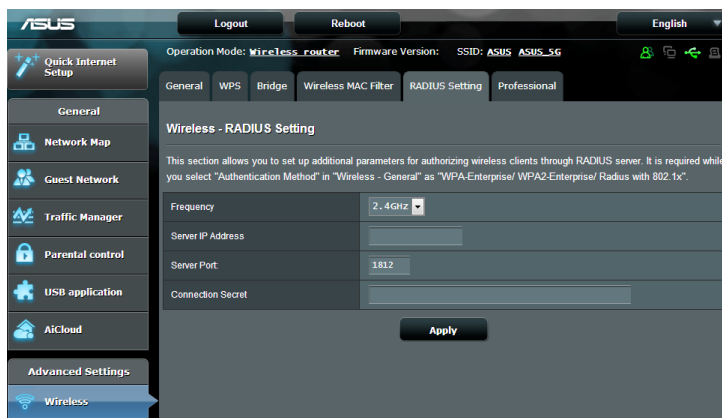 ASUS
Logout
Reboot
English
Quick Internet Setup
Operation Mode: Wireless router Firmware Version: SSID: ASUS ASUS_5G
General
WPS
Bridge
Wireless MAC Filter
RADIUS Setting
Professional
General
Network Map
Guest Network
Traffic Manager
Parental control
USB application
AiCloud
Advanced Settings
Wireless
Wireless - RADIUS Setting
This section allows you to set up additional parameters for authorizing wireless clients through RADIUS server. It is required while
you select "Authentication Method" in "Wireless - General" as "WPA-Enterprise/ WPA2-Enterprise/ Radius with 802.1x".
Frequency
2.4GHz
Server IP Address
Server Port:
1812
Connection Secret
Apply